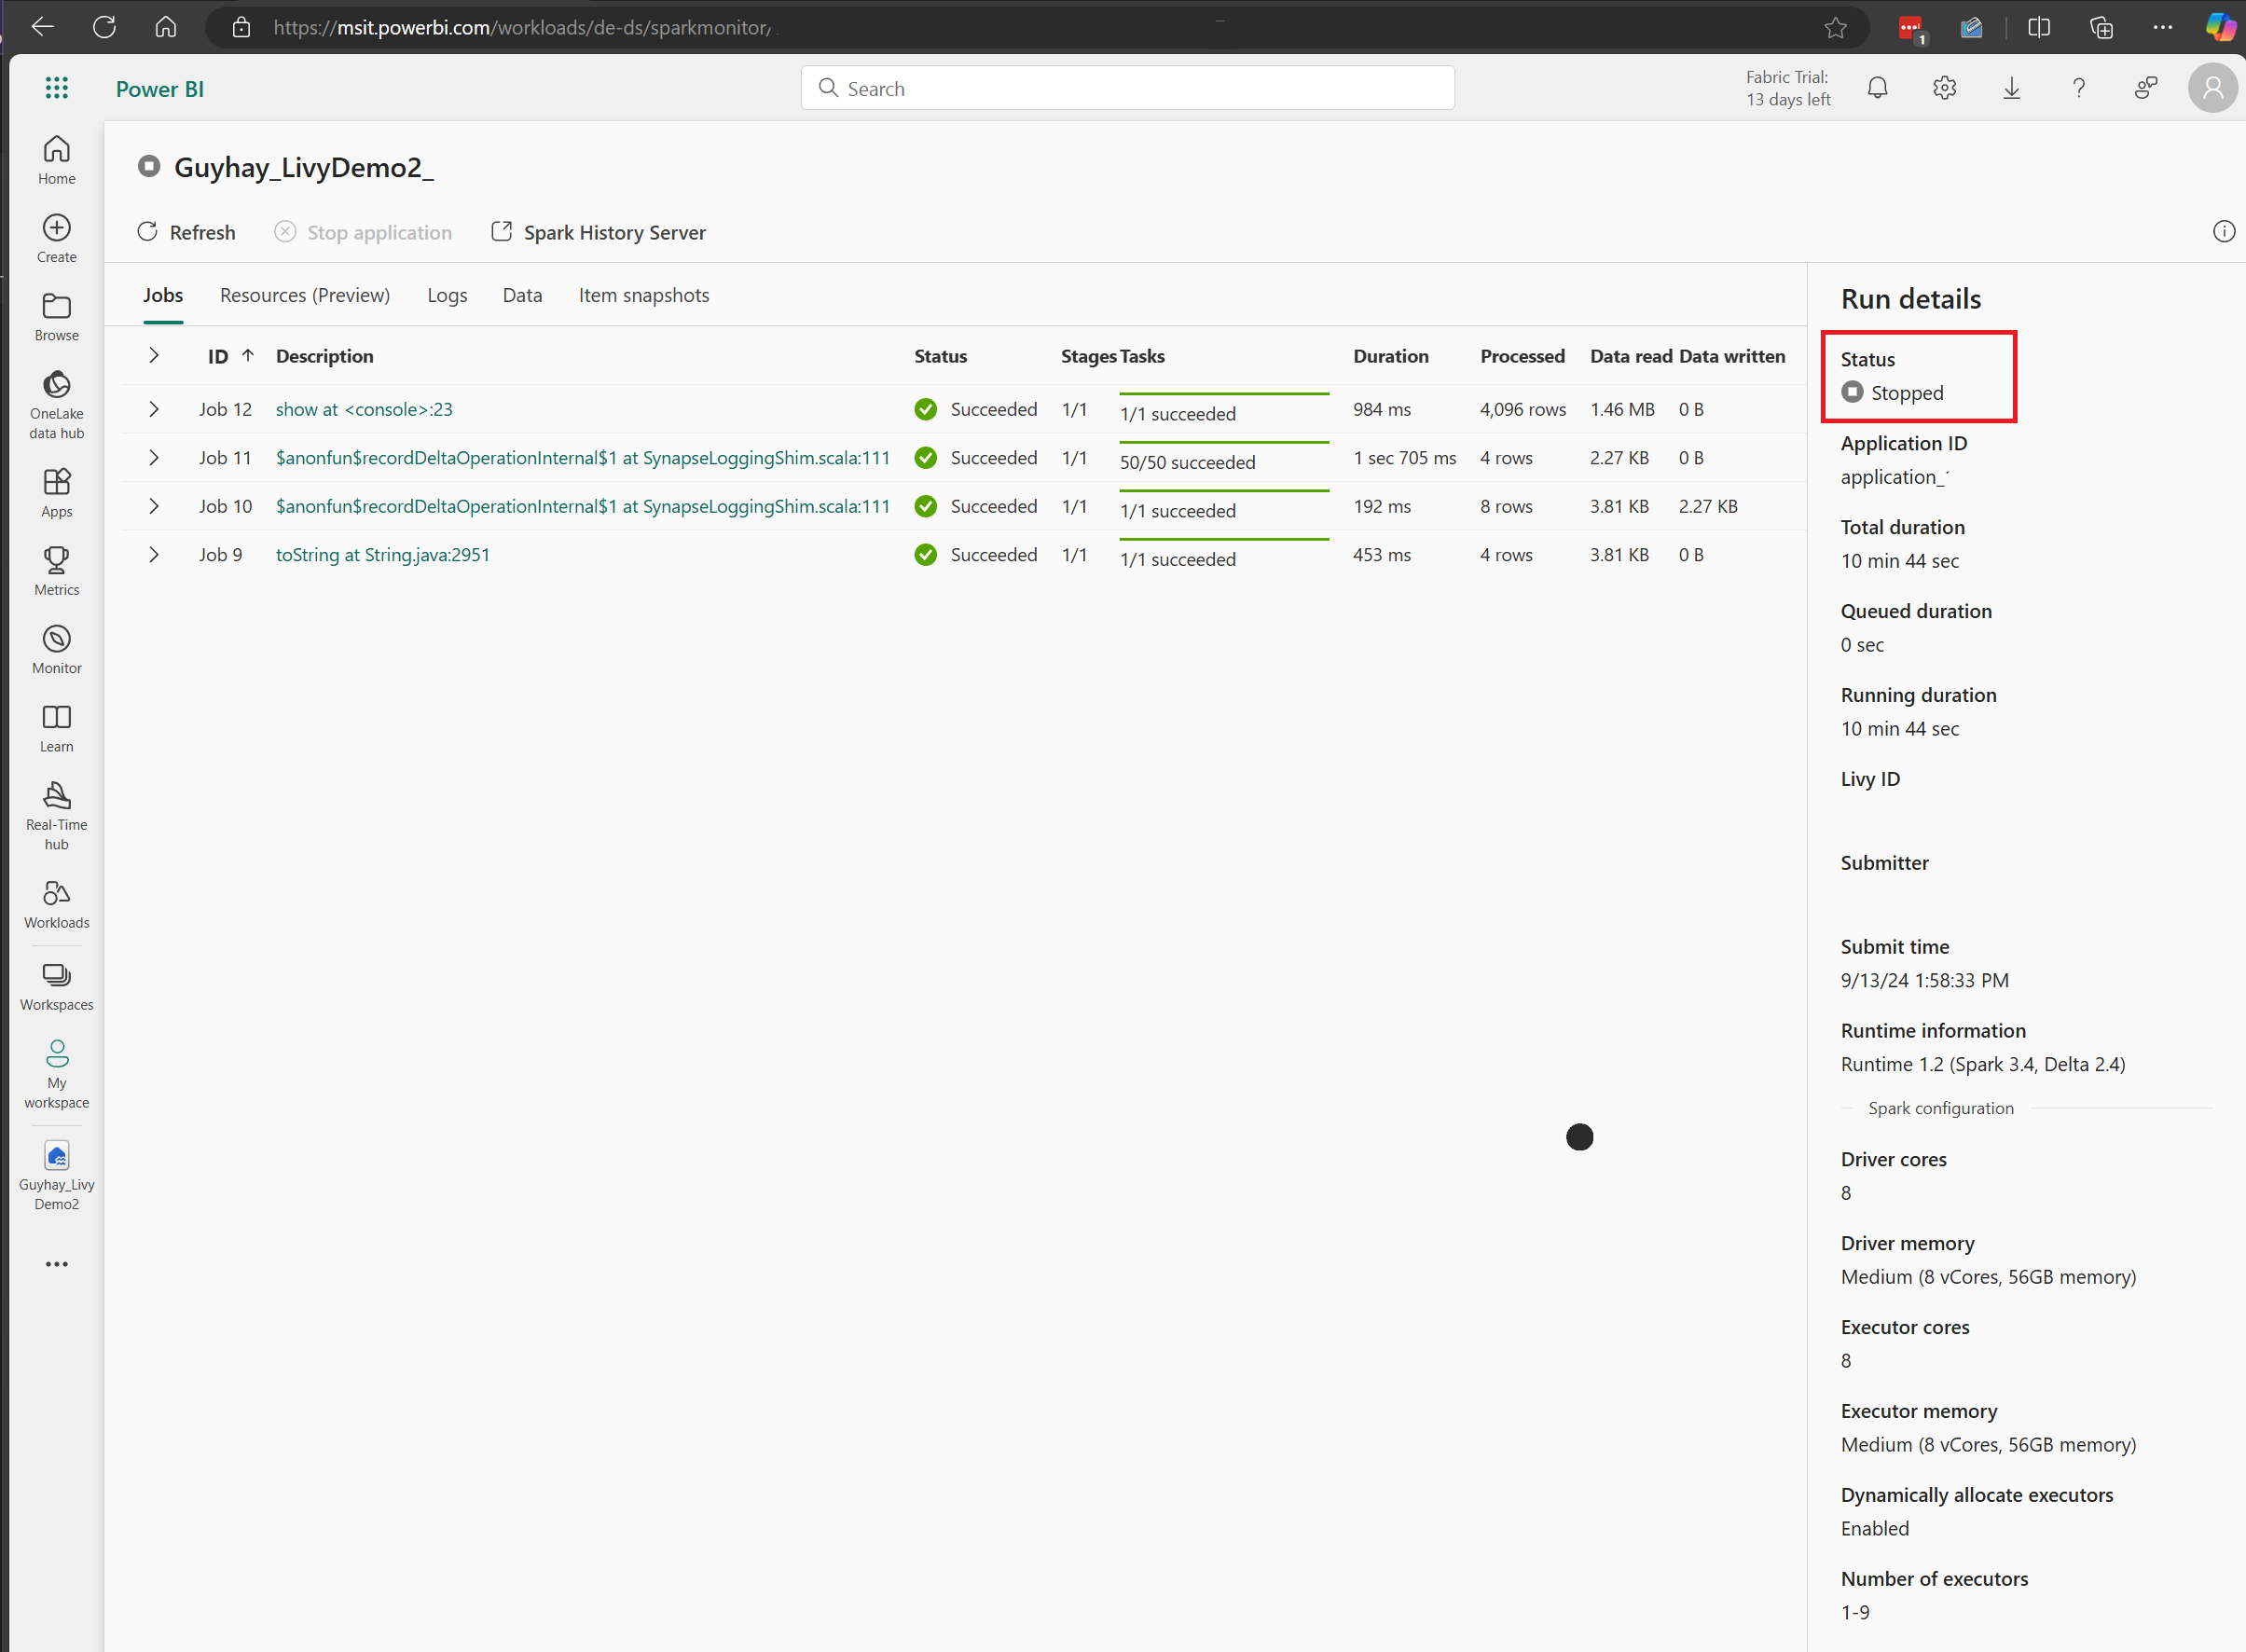 https://msit.powerbi.com/workloads/de-ds/sparkmonitor/
1
Power BI
Search
Fabric Trial:
13 days left
Home
Create
Browse
OneLake
data hub
Apps
Metrics
Monitor
Learn
Real-Time
hub
Workloads
Workspaces
My
workspace
Guyhay_Livy
Demo2
Guyhay_LivyDemo2_
Refresh Stop application Spark History Server
Jobs Resources (Preview) Logs Data Item snapshots
ID Description Status Stages Tasks Duration Processed Data read Data written
Job 12 show at <console>:23 Succeeded 1/1 1/1 succeeded 984 ms 4,096 rows 1.46 MB 0 B
Job 11 $anonfun$recordDeltaOperationInternal$1 at SynapseLoggingShim.scala:111 Succeeded 1/1 50/50 succeeded 1 sec 705 ms 4 rows 2.27 KB 0 B
Job 10 $anonfun$recordDeltaOperationInternal$1 at SynapseLoggingShim.scala:111 Succeeded 1/1 1/1 succeeded 192 ms 8 rows 3.81 KB 2.27 KB
Job 9 toString at String.java:2951 Succeeded 1/1 1/1 succeeded 453 ms 4 rows 3.81 KB 0 B
Run details
Status
Stopped
Application ID
application_
Total duration
10 min 44 sec
Queued duration
0 sec
Running duration
10 min 44 sec
Livy ID
Submitter
Submit time
9/13/24 1:58:33 PM
Runtime information
Runtime 1.2 (Spark 3.4, Delta 2.4)
Spark configuration
Driver cores
8
Driver memory
Medium (8 vCores, 56GB memory)
Executor cores
8
Executor memory
Medium (8 vCores, 56GB memory)
Dynamically allocate executors
Enabled
Number of executors
1-9